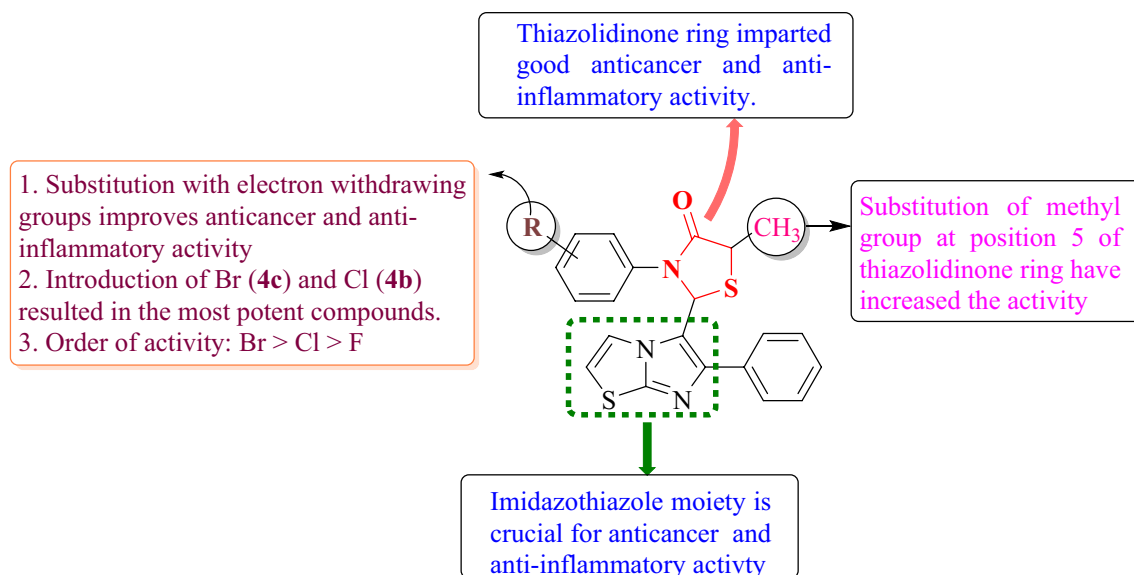 Thiazolidinone ring imparted
good anticancer and anti-
inflammatory activity.
1. Substitution with electron withdrawing
groups improves anticancer and anti-
inflammatory activity
2. Introduction of Br (4c) and Cl (4b)
resulted in the most potent compounds.
3. Order of activity: Br > Cl > F
R
O
N
S
CH3
Substitution of methyl
group at position 5 of
thiazolidinone ring have
increased the activity
N
S
N
Imidazothiazole moiety is
crucial for anticancer and
anti-inflammatory activty